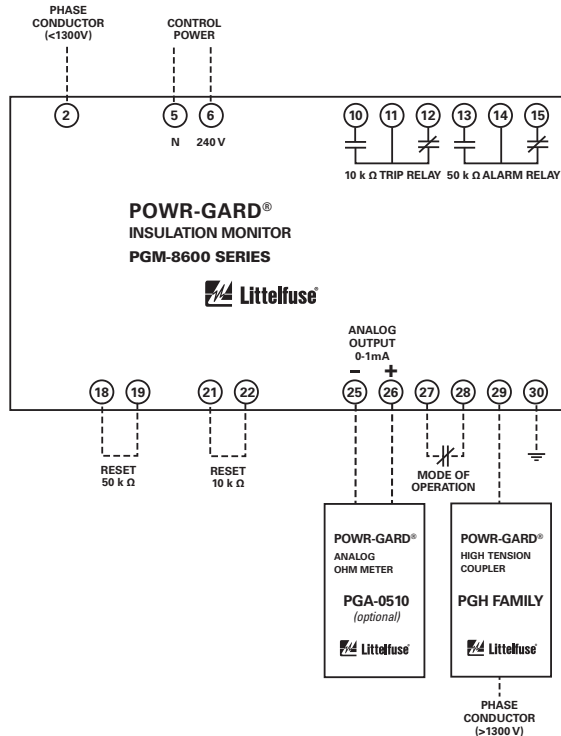 PHASE
CONDUCTOR
(<1300V)
CONTROL
POWER
2
5
6
10
11
12
13
14
15
N
240 V
10 k Ω TRIP RELAY
50 k Ω ALARM RELAY
POWR-GARD®
INSULATION MONITOR
PGM-8600 SERIES
Littelfuse®
ANALOG
OUTPUT
0-1mA
–
+
18
19
21
22
25
26
27
28
29
30
RESET
50 k Ω
RESET
10 k Ω
MODE OF
OPERATION
POWR-GARD®
ANALOG
OHM METER
PGA-0510
(optional)
Littelfuse®
POWR-GARD®
HIGH TENSION
COUPLER
PGH FAMILY
Littelfuse®
PHASE
CONDUCTOR
(>1300 V)